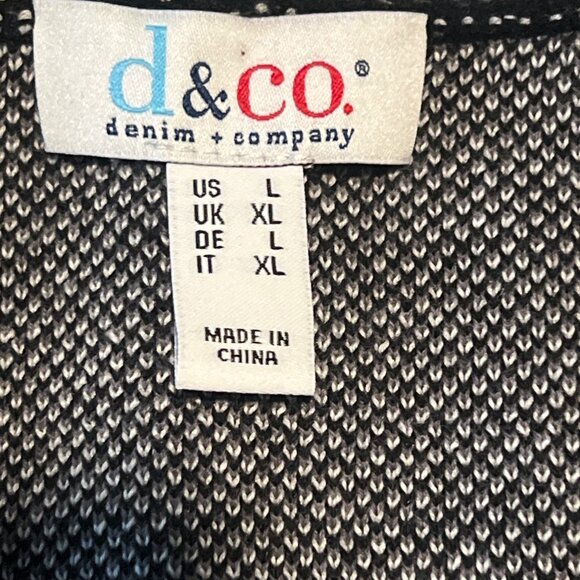 d&co.®
denim + company
US L
UK XL
DE L
IT XL
MADE IN
CHINA